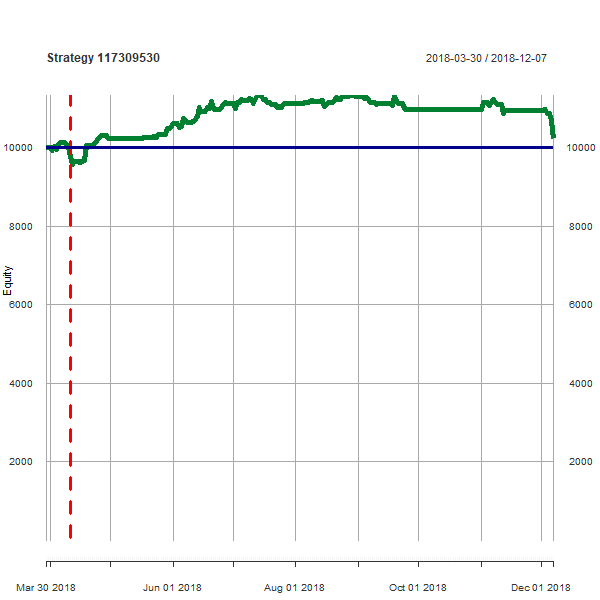 Strategy 117309530
2018-03-30 / 2018-12-07
10000 10000
8000 8000
6000 6000
Equity
4000 4000
2000 2000
Mar 30 2018 Jun 01 2018 Aug 01 2018 Oct 01 2018 Dec 01 2018